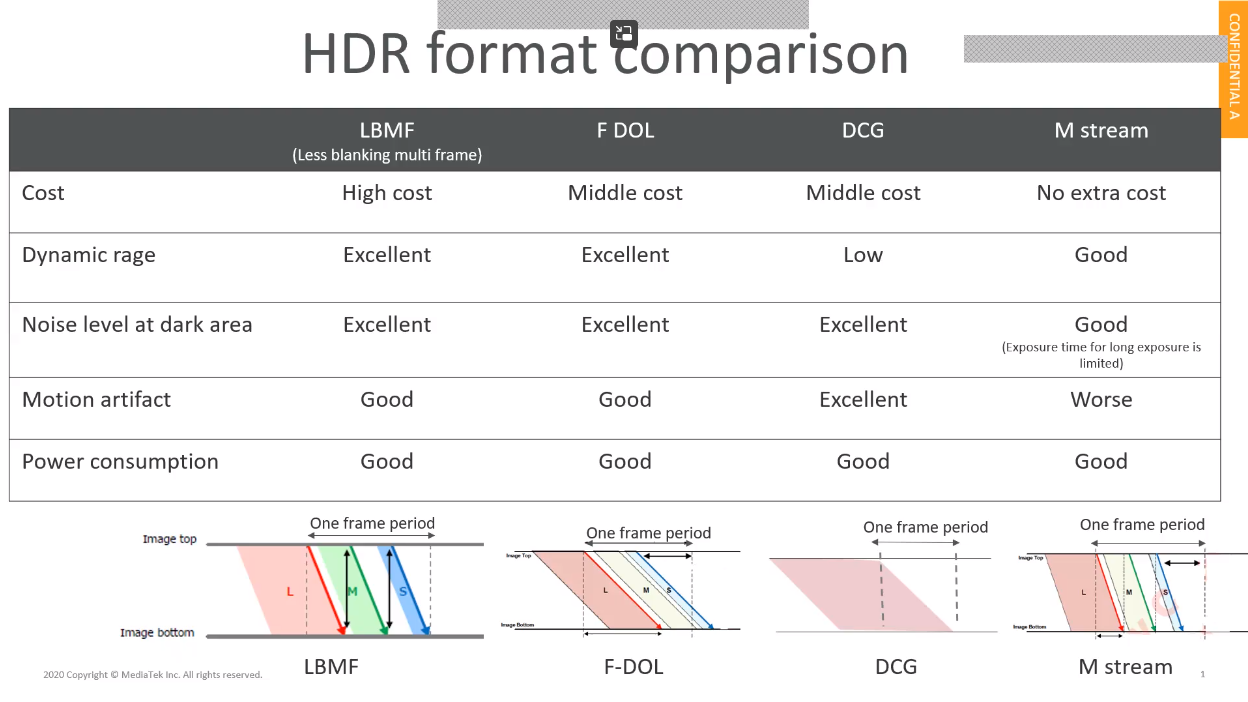 HDR format comparison
CONFIDENTIAL A
LBMF F DOL DCG M stream
(Less blanking multi frame)
Cost High cost Middle cost Middle cost No extra cost
Dynamic rage Excellent Excellent Low Good
Noise level at dark area Excellent Excellent Excellent Good
(Exposure time for long exposure is
limited)
Motion artifact Good Good Excellent Worse
Power consumption Good Good Good Good
One frame period One frame period One frame period One frame period
Image top Image Top Image Top
L M S L M S L M S
Image bottom Image Bottom Image Bottom
LBMF F-DOL DCG M stream
2020 Copyright © MediaTek Inc. All rights reserved. 1